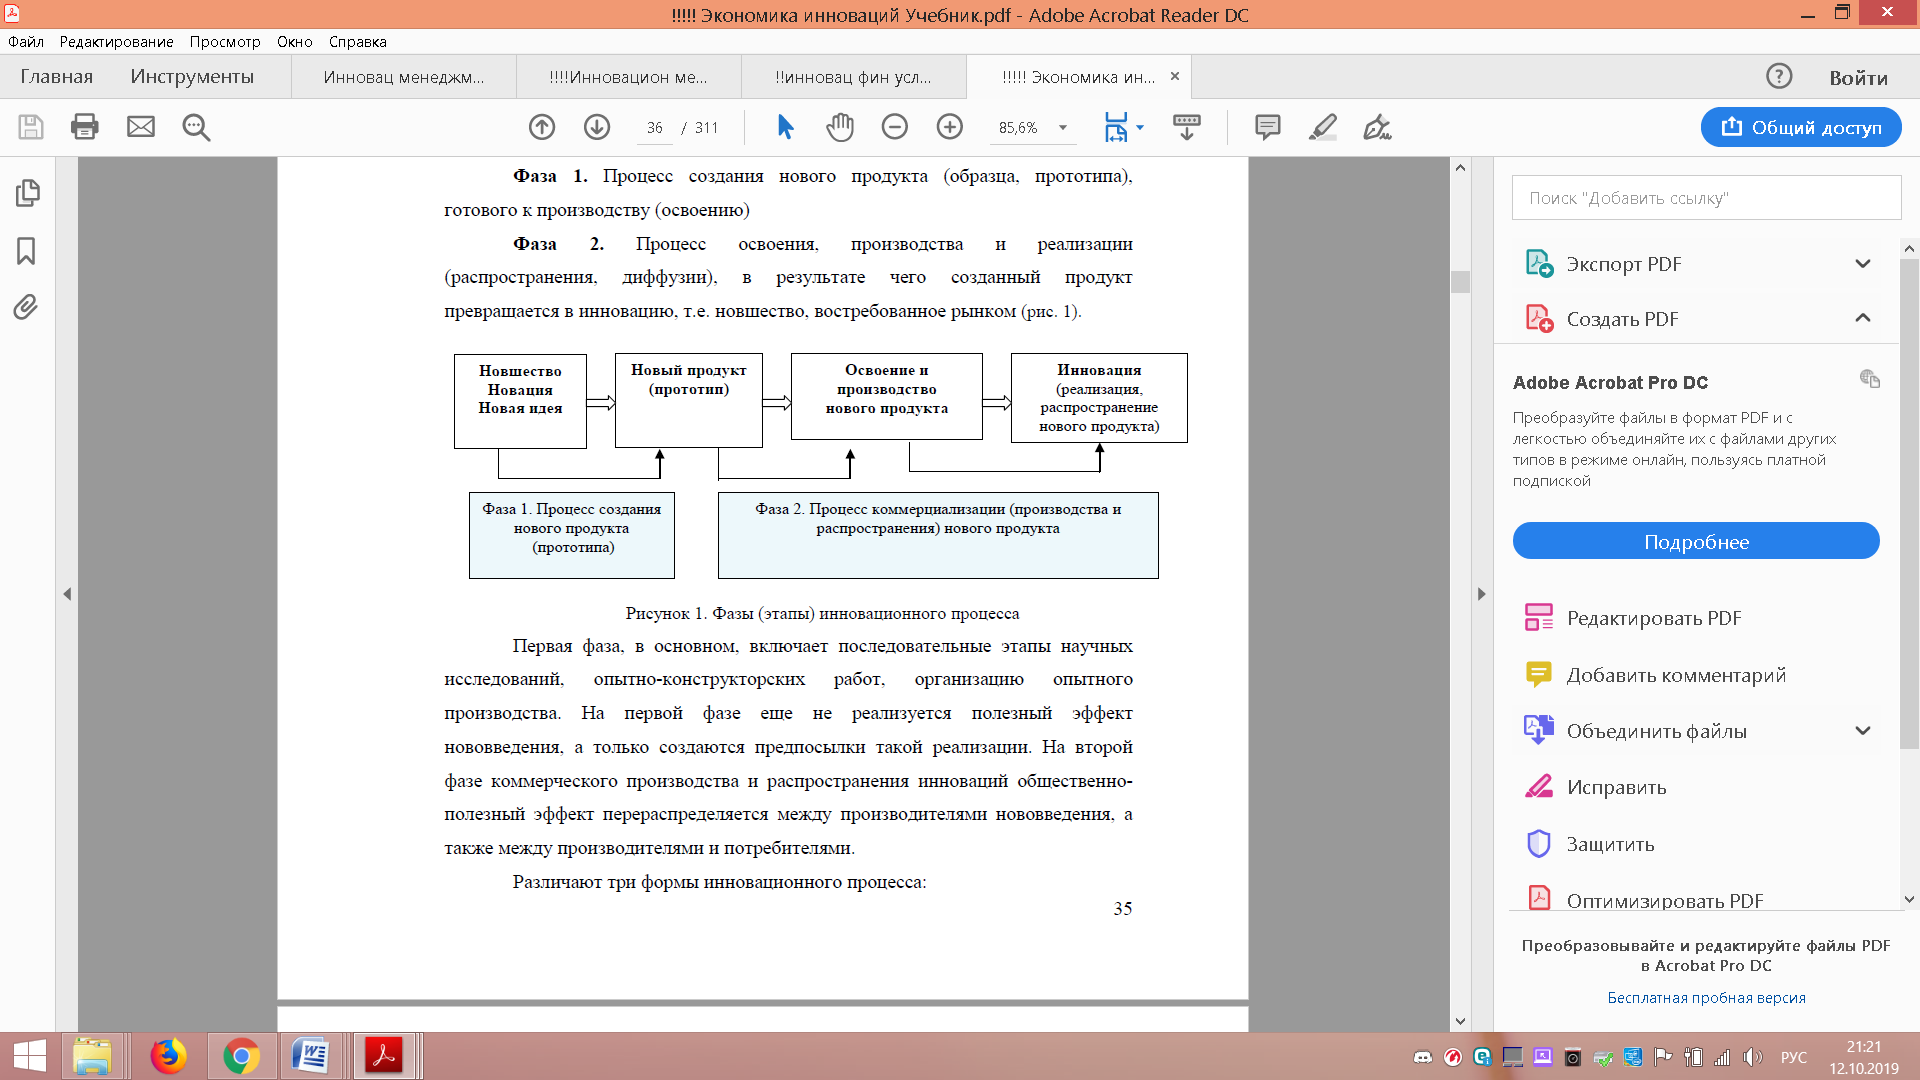 !!!!! Экономика инноваций Учебник.pdf - Adobe Acrobat Reader DC
Файл Редактирование Просмотр Окно Справка
Главная Инструменты Инновац менеджм... !!!!Инновацион ме... !!инновац фин усл... !!!!! Экономика ин... Войти
36 / 311 85,6% Общий доступ
Фаза 1. Процесс создания нового продукта (образца, прототипа),
готового к производству (освоению)
Фаза 2. Процесс освоения, производства и реализации
(распространения, диффузии), в результате чего созданный продукт
превращается в инновацию, т.е. новшество, востребованное рынком (рис. 1).
Новшество
Новация
Новая идея
Новый продукт
(прототип)
Освоение и
производство
нового продукта
Инновация
(реализация,
распространение
нового продукта)
Фаза 1. Процесс создания
нового продукта
(прототипа)
Фаза 2. Процесс коммерциализации (производства и
распространения) нового продукта
Рисунок 1. Фазы (этапы) инновационного процесса
Первая фаза, в основном, включает последовательные этапы научных
исследований, опытно-конструкторских работ, организацию опытного
производства. На первой фазе еще не реализуется полезный эффект
нововведения, а только создаются предпосылки такой реализации. На второй
фазе коммерческого производства и распространения инноваций общественно-
полезный эффект перераспределяется между производителями нововведения, а
также между производителями и потребителями.
Различают три формы инновационного процесса:
35
Поиск "Добавить ссылку"
Экспорт PDF
Создать PDF
Adobe Acrobat Pro DC
Преобразуйте файлы в формат PDF и с
легкостью объединяйте их с файлами других
типов в режиме онлайн, пользуясь платной
подпиской
Подробнее
Редактировать PDF
Добавить комментарий
Объединить файлы
Исправить
Защитить
Оптимизировать PDF
Преобразовывайте и редактируйте файлы PDF
в Acrobat Pro DC
Бесплатная пробная версия
РУС
21:21
12.10.2019